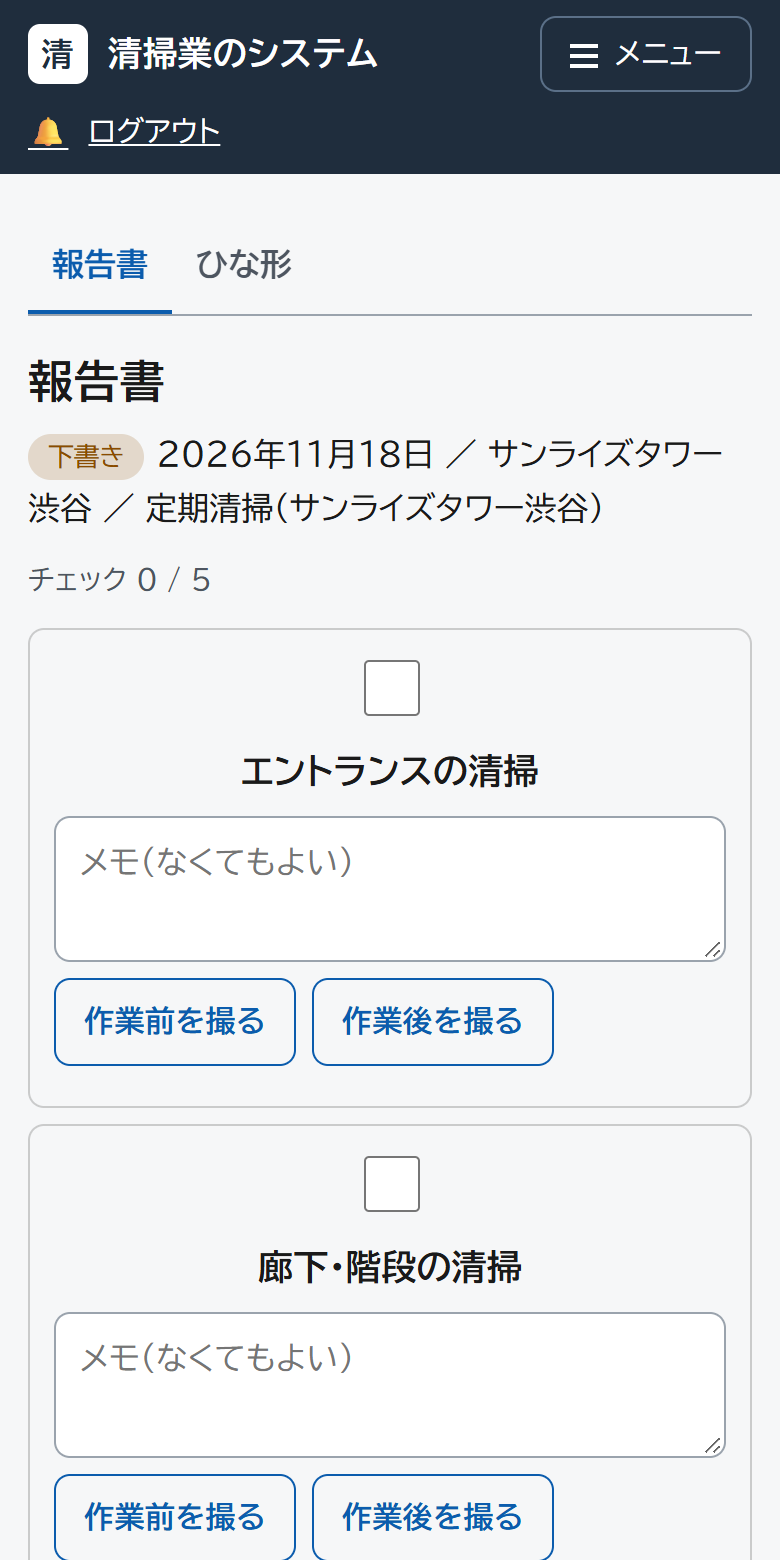 清 清掃業のシステム
メニュー
ログアウト
報告書 ひな形
報告書
下書き 2026年11月18日 ／ サンライズタワー
渋谷 ／ 定期清掃（サンライズタワー渋谷）
チェック 0 / 5
エントランスの清掃
メモ（なくてもよい）
作業前を撮る 作業後を撮る
廊下・階段の清掃
メモ（なくてもよい）
作業前を撮る 作業後を撮る